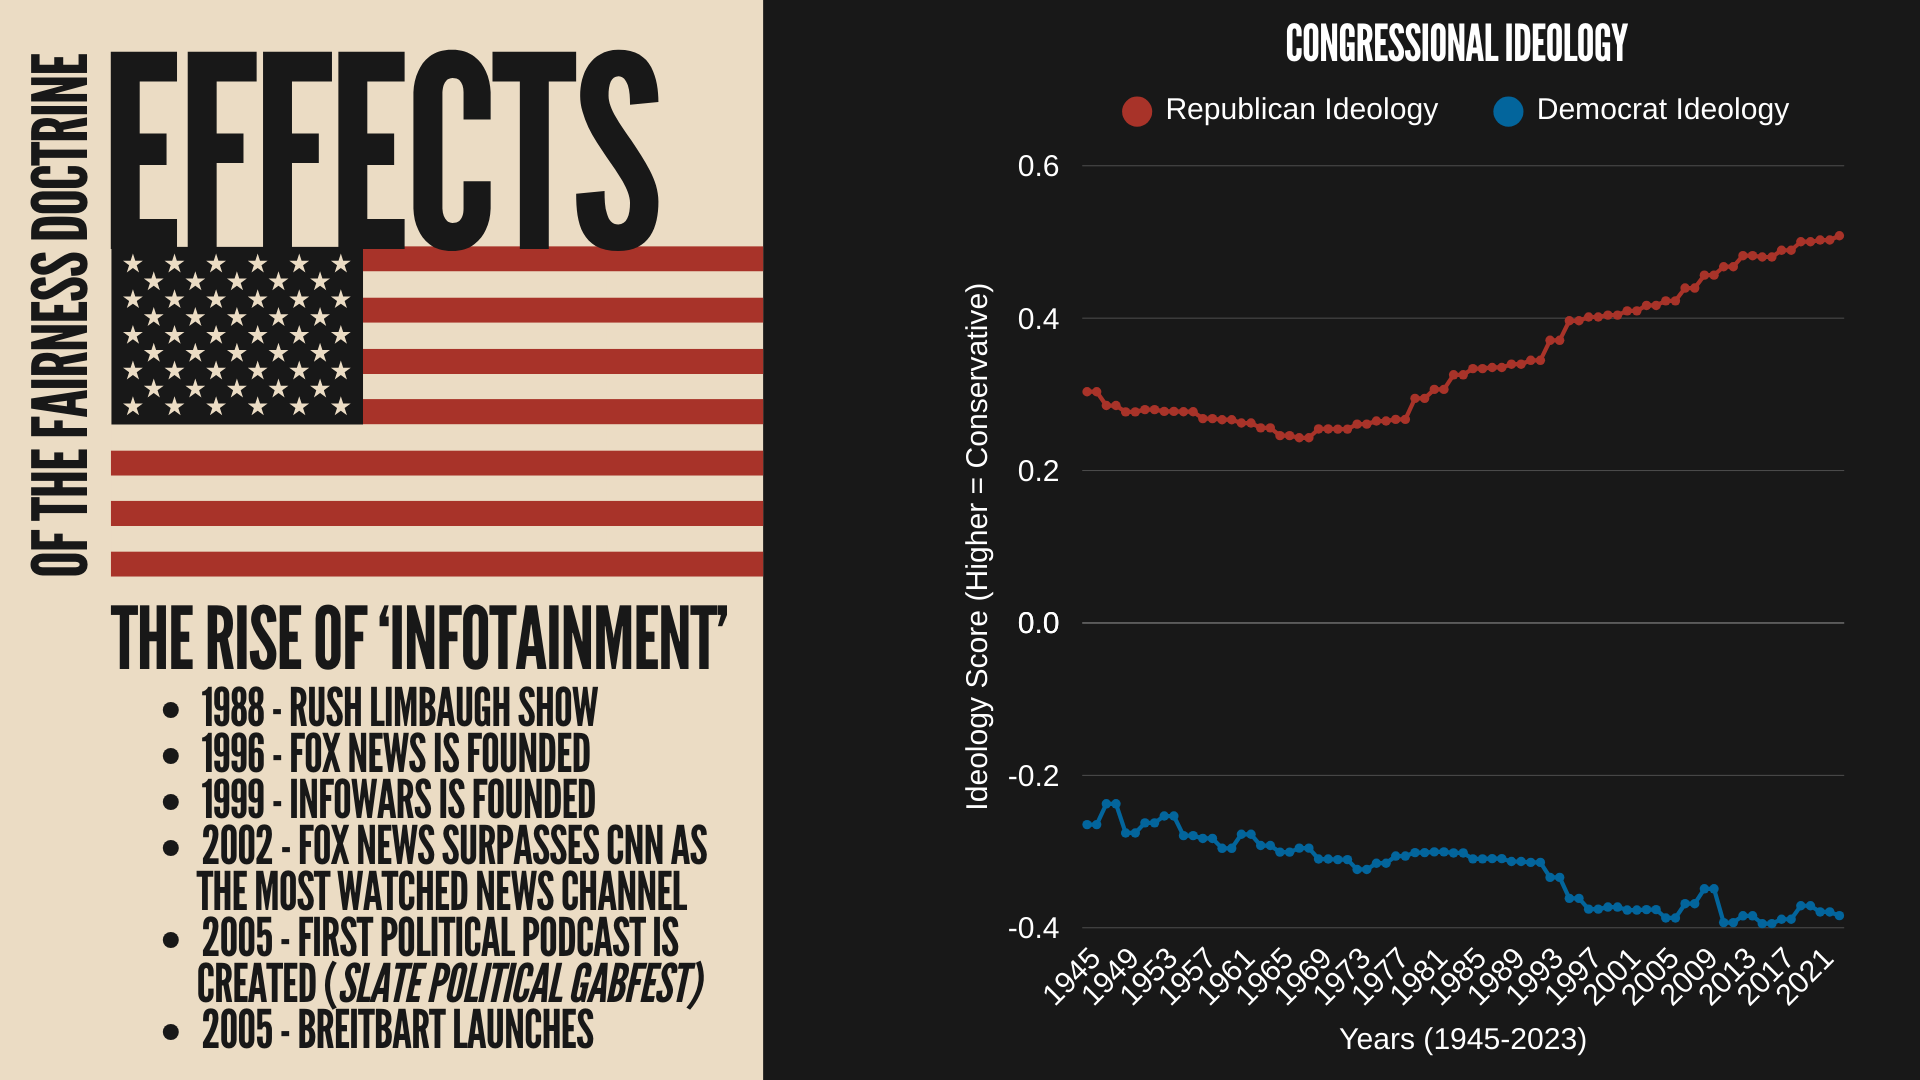 EFFECTS
OF THE FAIRNESS DOCTRINE
THE RISE OF ‘INFOTAINMENT’
• 1988 - RUSH LIMBAUGH SHOW
• 1996 - FOX NEWS IS FOUNDED
• 1999 - INFOWARS IS FOUNDED
• 2002 - FOX NEWS SURPASSES CNN AS
THE MOST WATCHED NEWS CHANNEL
• 2005 - FIRST POLITICAL PODCAST IS
CREATED (SLATE POLITICAL GABFEST)
• 2005 - BREITBART LAUNCHES
CONGRESSIONAL IDEOLOGY
Republican Ideology
Democrat Ideology
Ideology Score (Higher = Conservative)
0.6
0.4
0.2
0.0
-0.2
-0.4
1945
1949
1953
1957
1961
1965
1969
1973
1977
1981
1985
1989
1993
1997
2001
2005
2009
2013
2017
2021
Years (1945-2023)